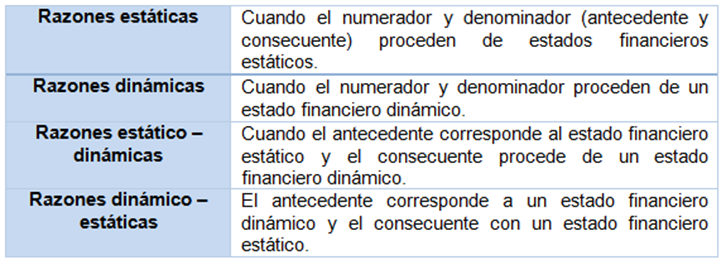 Razones estáticas
Cuando el numerador y denominador (antecedente y
consecuente) proceden de estados financieros
estáticos.
Razones dinámicas
Cuando el numerador y denominador proceden de un
estado financiero dinámico.
Razones estático –
dinámicas
Cuando el antecedente corresponde al estado financiero
estático y el consecuente procede de un estado
financiero dinámico.
Razones dinámico –
estáticas
El antecedente corresponde a un estado financiero
dinámico y el consecuente con un estado financiero
estático.